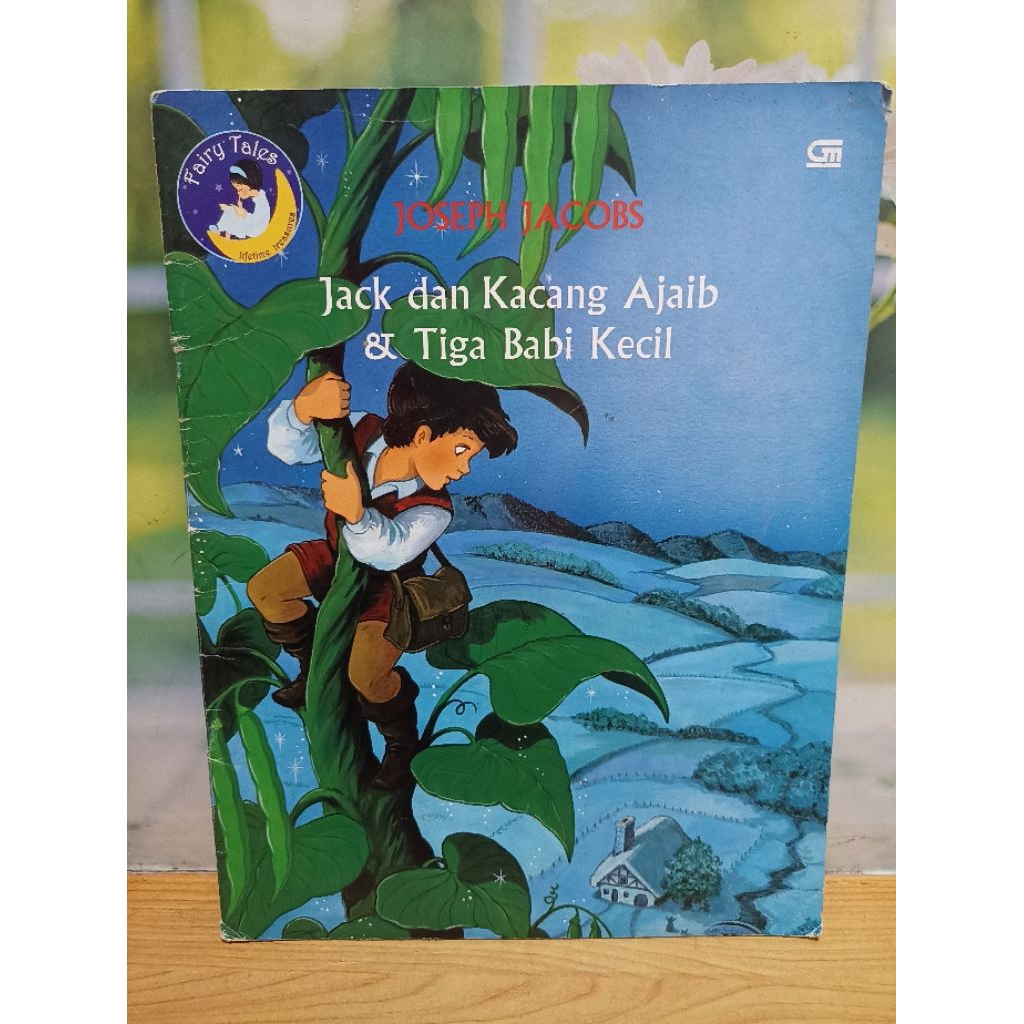 Fairy Tales
lifetime treasures
GM
JOSEPH JACOBS
Jack dan Kacang Ajaib
& Tiga Babi Kecil